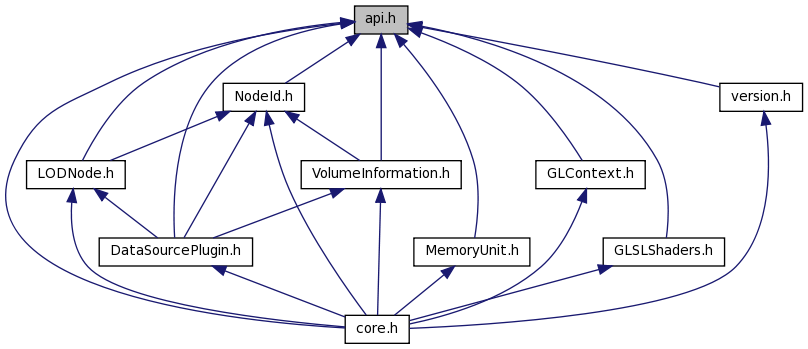 api.h
NodeId.h
version.h
LODNode.h
VolumeInformation.h
GLContext.h
DataSourcePlugin.h
MemoryUnit.h
GLSLShaders.h
core.h